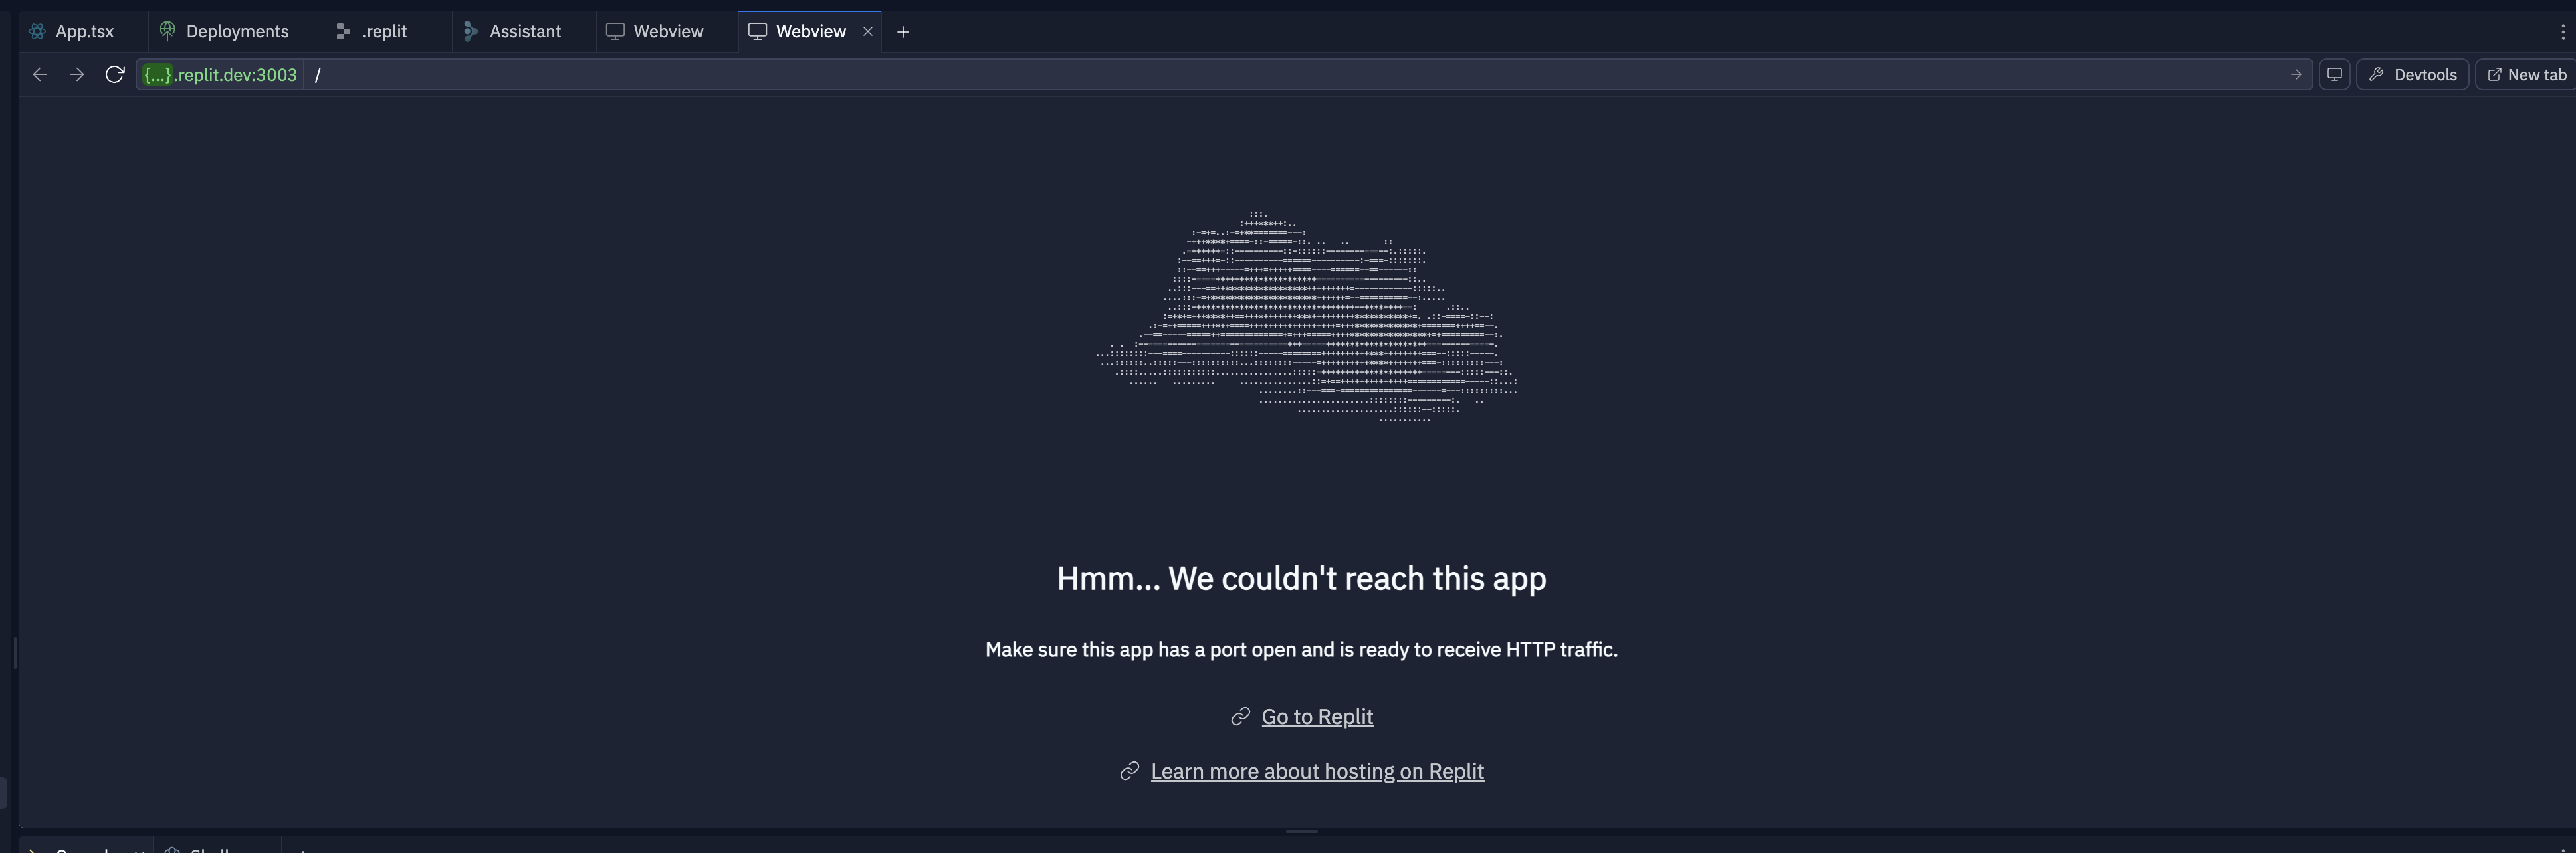 App.tsx
Deployments
.replit
Assistant
Webview
Webview
{...}.replit.dev:3003 /
Devtools
New tab
Hmm... We couldn't reach this app
Make sure this app has a port open and is ready to receive HTTP traffic.
Go to Replit
Learn more about hosting on Replit